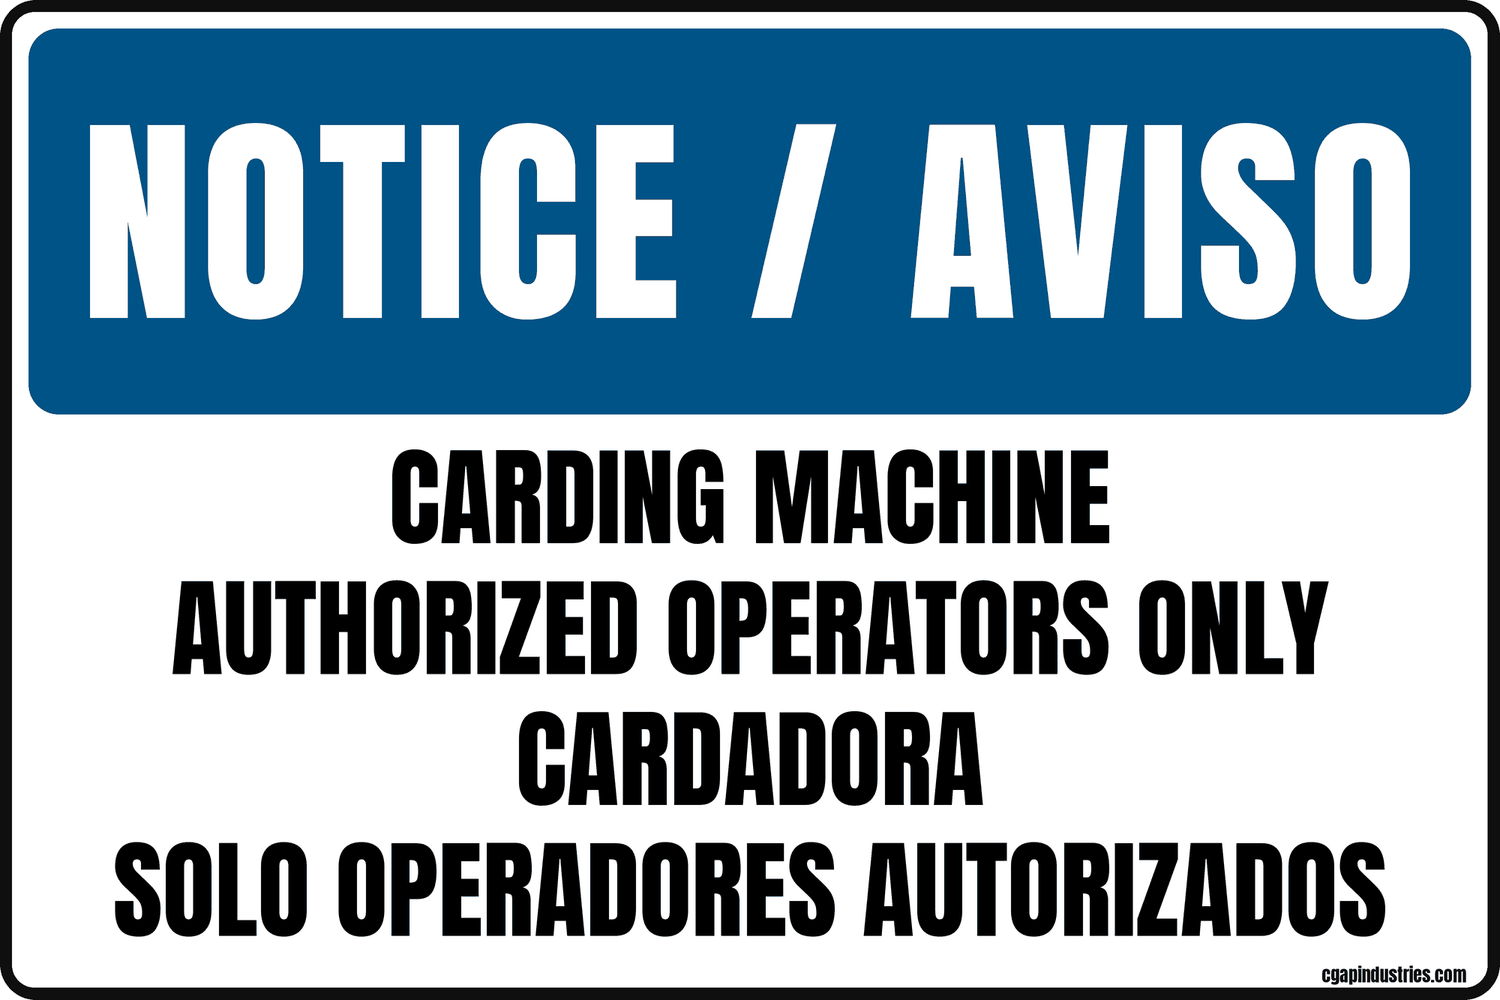 NOTICE / AVISO
CARDING MACHINE
AUTHORIZED OPERATORS ONLY
CARDADORA
SOLO OPERADORES AUTORIZADOS
cgapindustries.com